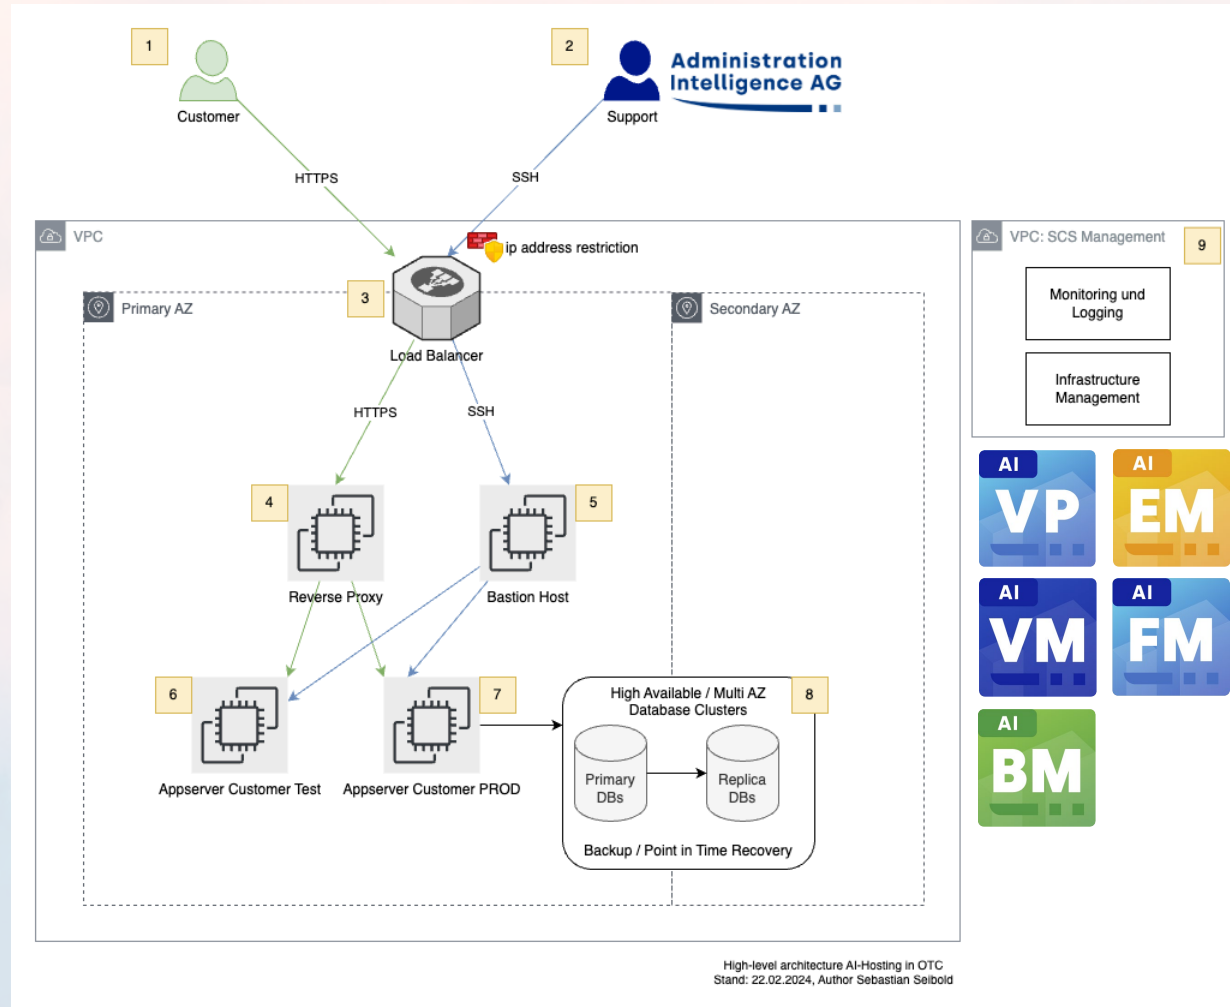 1
2
Administration
Intelligence AG
Customer
Support
HTTPS
SSH
VPC
ip address restriction
VPC: SCS Management
9
3
Primary AZ
Secondary AZ
Monitoring und
Logging
Load Balancer
Infrastructure
Management
HTTPS
SSH
AI
VP
AI
EM
4
5
Reverse Proxy
Bastion Host
AI
VM
AI
FM
6
7
High Available / Multi AZ
Database Clusters
8
AI
BM
Primary
DBs
Replica
DBs
Appserver Customer Test
Appserver Customer PROD
Backup / Point in Time Recovery
High-level architecture AI-Hosting in OTC
Stand: 22.02.2024, Author Sebastian Seibold